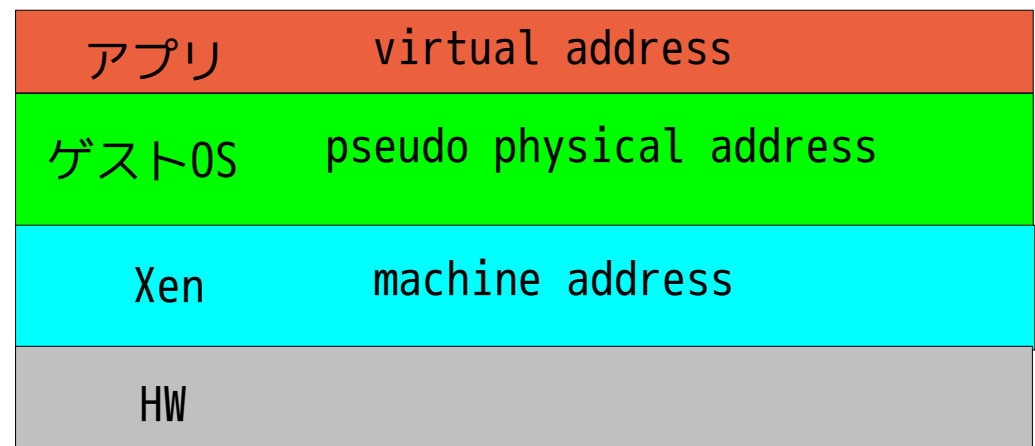 アプリ virtual address
ゲストOS pseudo physical address
Xen machine address
HW